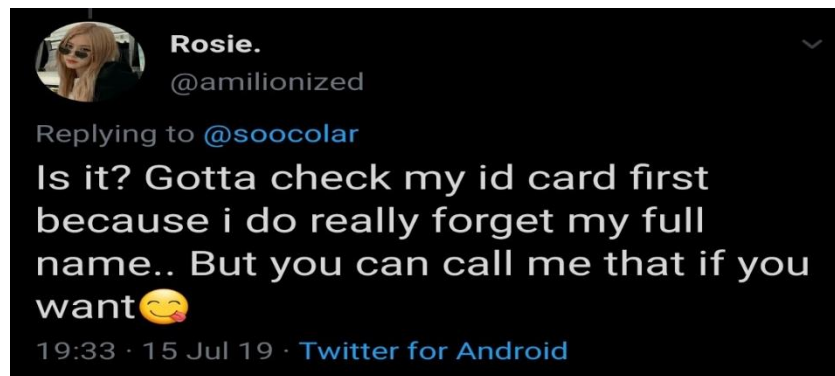 Rosie.
@amilionized
Replying to @soocolar
Is it? Gotta check my id card first
because i do really forget my full
name.. But you can call me that if you
want😋
19:33 · 15 Jul 19 · Twitter for Android